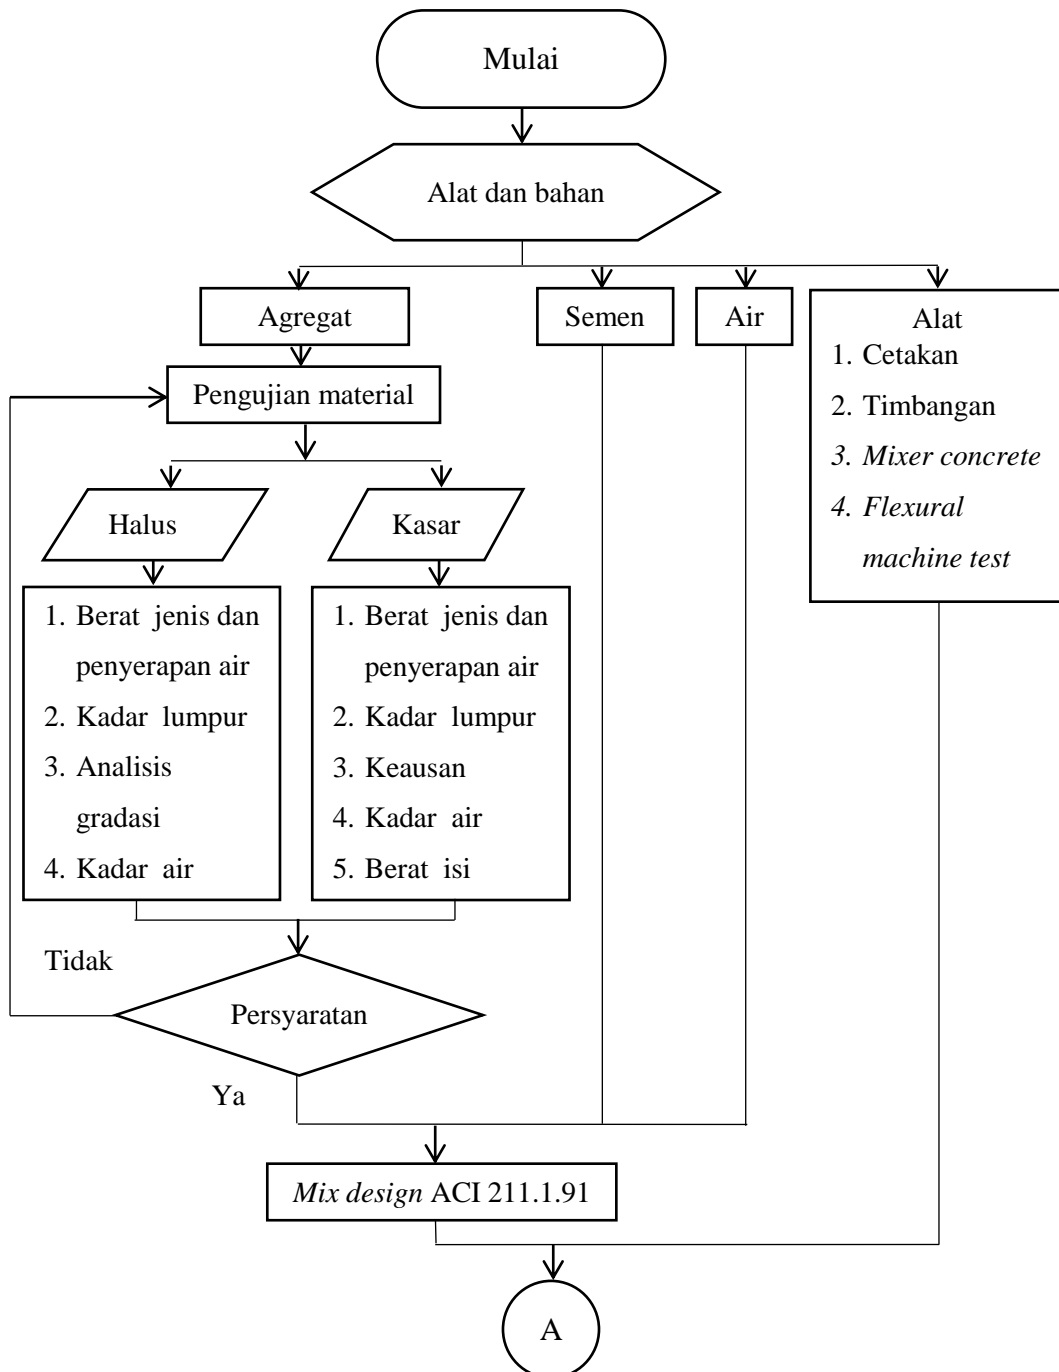 Mulai
Alat dan bahan
Agregat
Semen
Air
Alat
1. Cetakan
2. Timbangan
3. Mixer concrete
4. Flexural
machine test
Pengujian material
Halus
Kasar
1. Berat jenis dan
penyerapan air
2. Kadar lumpur
3. Analisis
gradasi
4. Kadar air
1. Berat jenis dan
penyerapan air
2. Kadar lumpur
3. Keausan
4. Kadar air
5. Berat isi
Tidak
Persyaratan
Ya
Mix design ACI 211.1.91
A